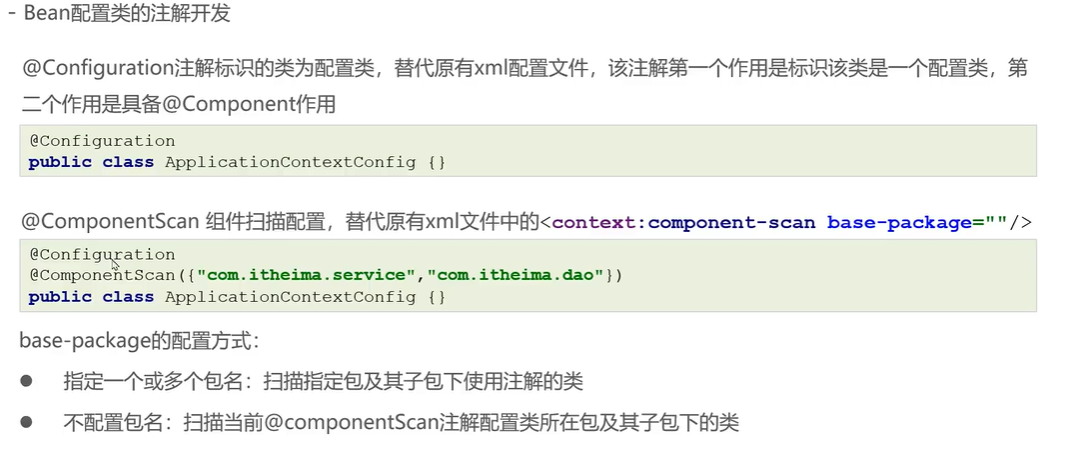 - Bean配置类的注解开发
@Configuration注解标识的类为配置类，替代原有xml配置文件，该注解第一个作用是标识该类是一个配置类，第
二个作用是具备@Component作用
@Configuration
public class ApplicationContextConfig {}
@ComponentScan 组件扫描配置，替代原有xml文件中的<context:component-scan base-package=""/>
@Configuration
@ComponentScan({"com.itheima.service","com.itheima.dao"})
public class ApplicationContextConfig {}
base-package的配置方式：
● 指定一个或多个包名：扫描指定包及其子包下使用注解的类
● 不配置包名：扫描当前@componentScan注解配置类所在包及其子包下的类